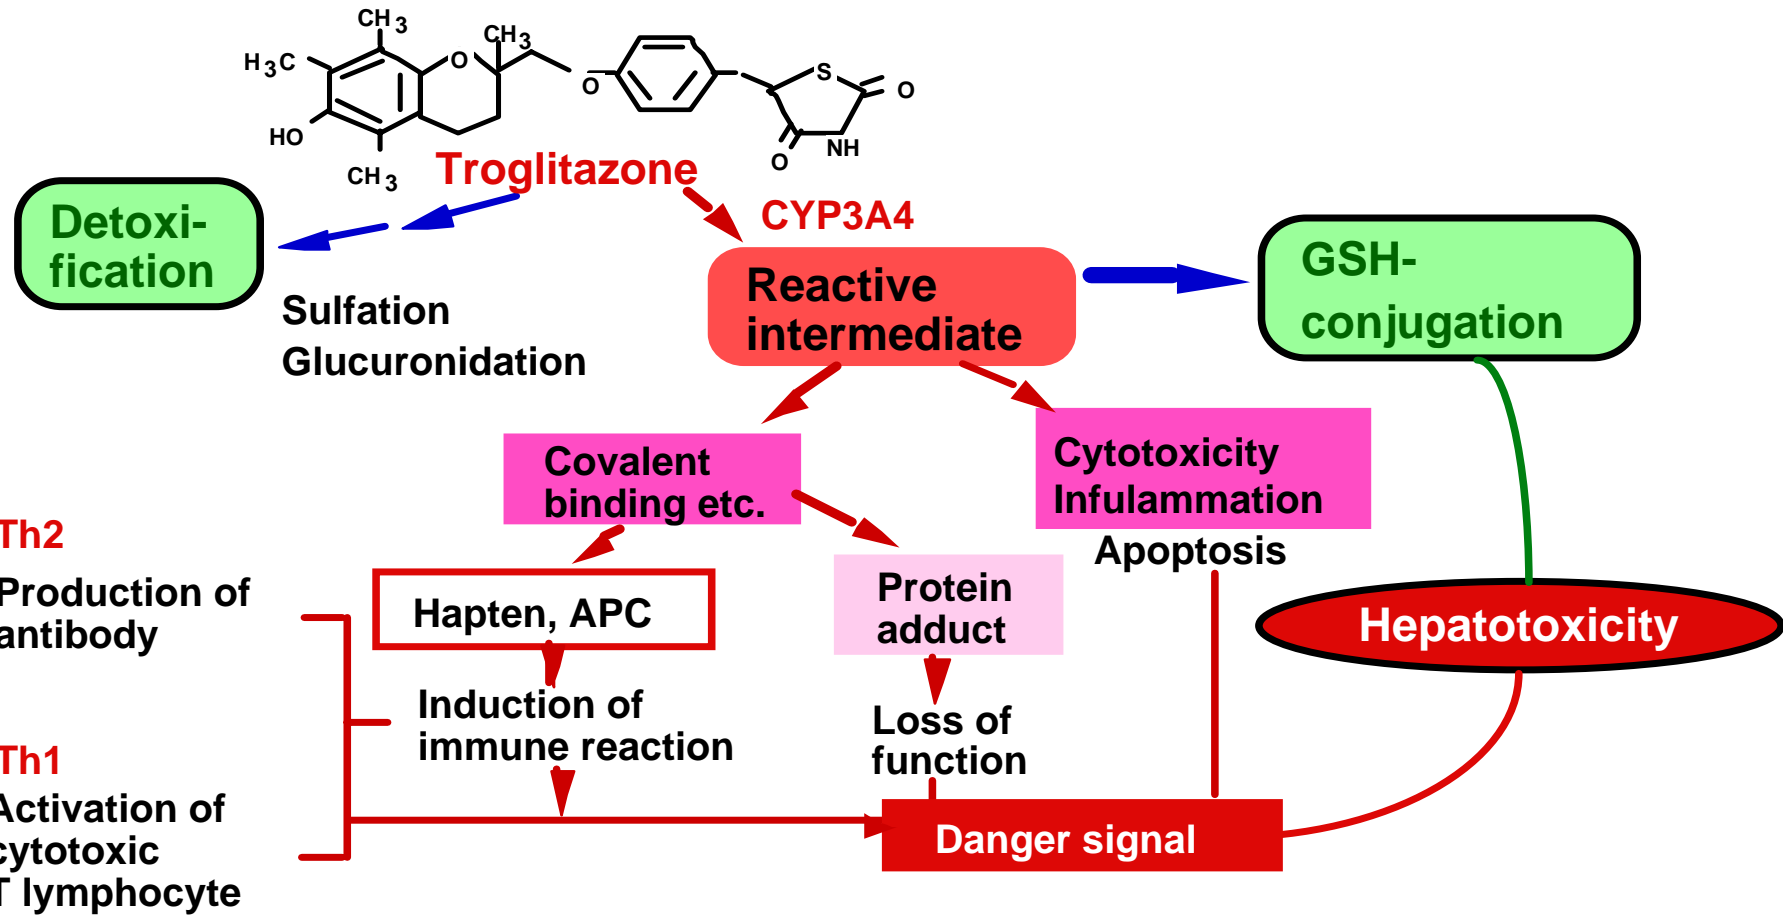 CH3
H3C
O
CH3
HO
CH3
O
S
O
O
NH
Troglitazone
CYP3A4
Detoxi-
fication
Sulfation
Glucuronidation
Reactive
intermediate
GSH-
conjugation
Covalent
binding etc.
Cytotoxicity
Infulammation
Apoptosis
Th2
Production of
antibody
Hapten, APC
Protein
adduct
Hepatotoxicity
Induction of
immune reaction
Loss of
function
Th1
Activation of
cytotoxic
T lymphocyte
Danger signal